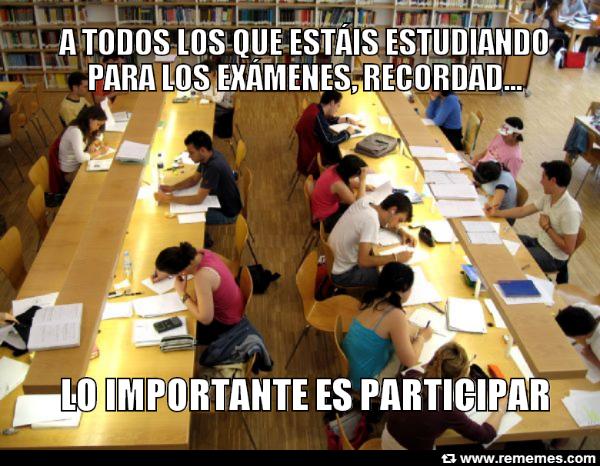 A TODOS LOS QUE ESTÁIS ESTUDIANDO
PARA LOS EXÁMENES, RECORDAD...
LO IMPORTANTE ES PARTICIPAR
www.rememes.com